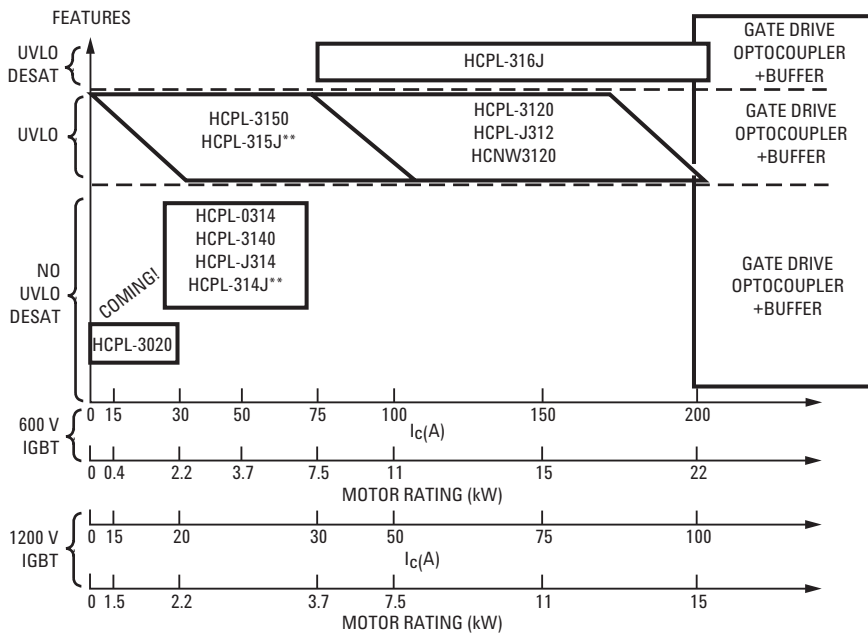 FEATURES
UVLO
DESAT
HCPL-316J
GATE DRIVE
OPTOCOUPLER
+BUFFER
UVLO
HCPL-3150
HCPL-315J**
HCPL-3120
HCPL-J312
HCNW3120
GATE DRIVE
OPTOCOUPLER
+BUFFER
NO
UVLO
DESAT
COMING!
HCPL-0314
HCPL-3140
HCPL-J314
HCPL-314J**
HCPL-3020
GATE DRIVE
OPTOCOUPLER
+BUFFER
600 V
IGBT
0 15 30 50 75 100 150 200
IC(A)
0 0.4 2.2 3.7 7.5 11 15 22
MOTOR RATING (kW)
1200 V
IGBT
0 15 20 30 50 75 100
IC(A)
0 1.5 2.2 3.7 7.5 11 15
MOTOR RATING (kW)